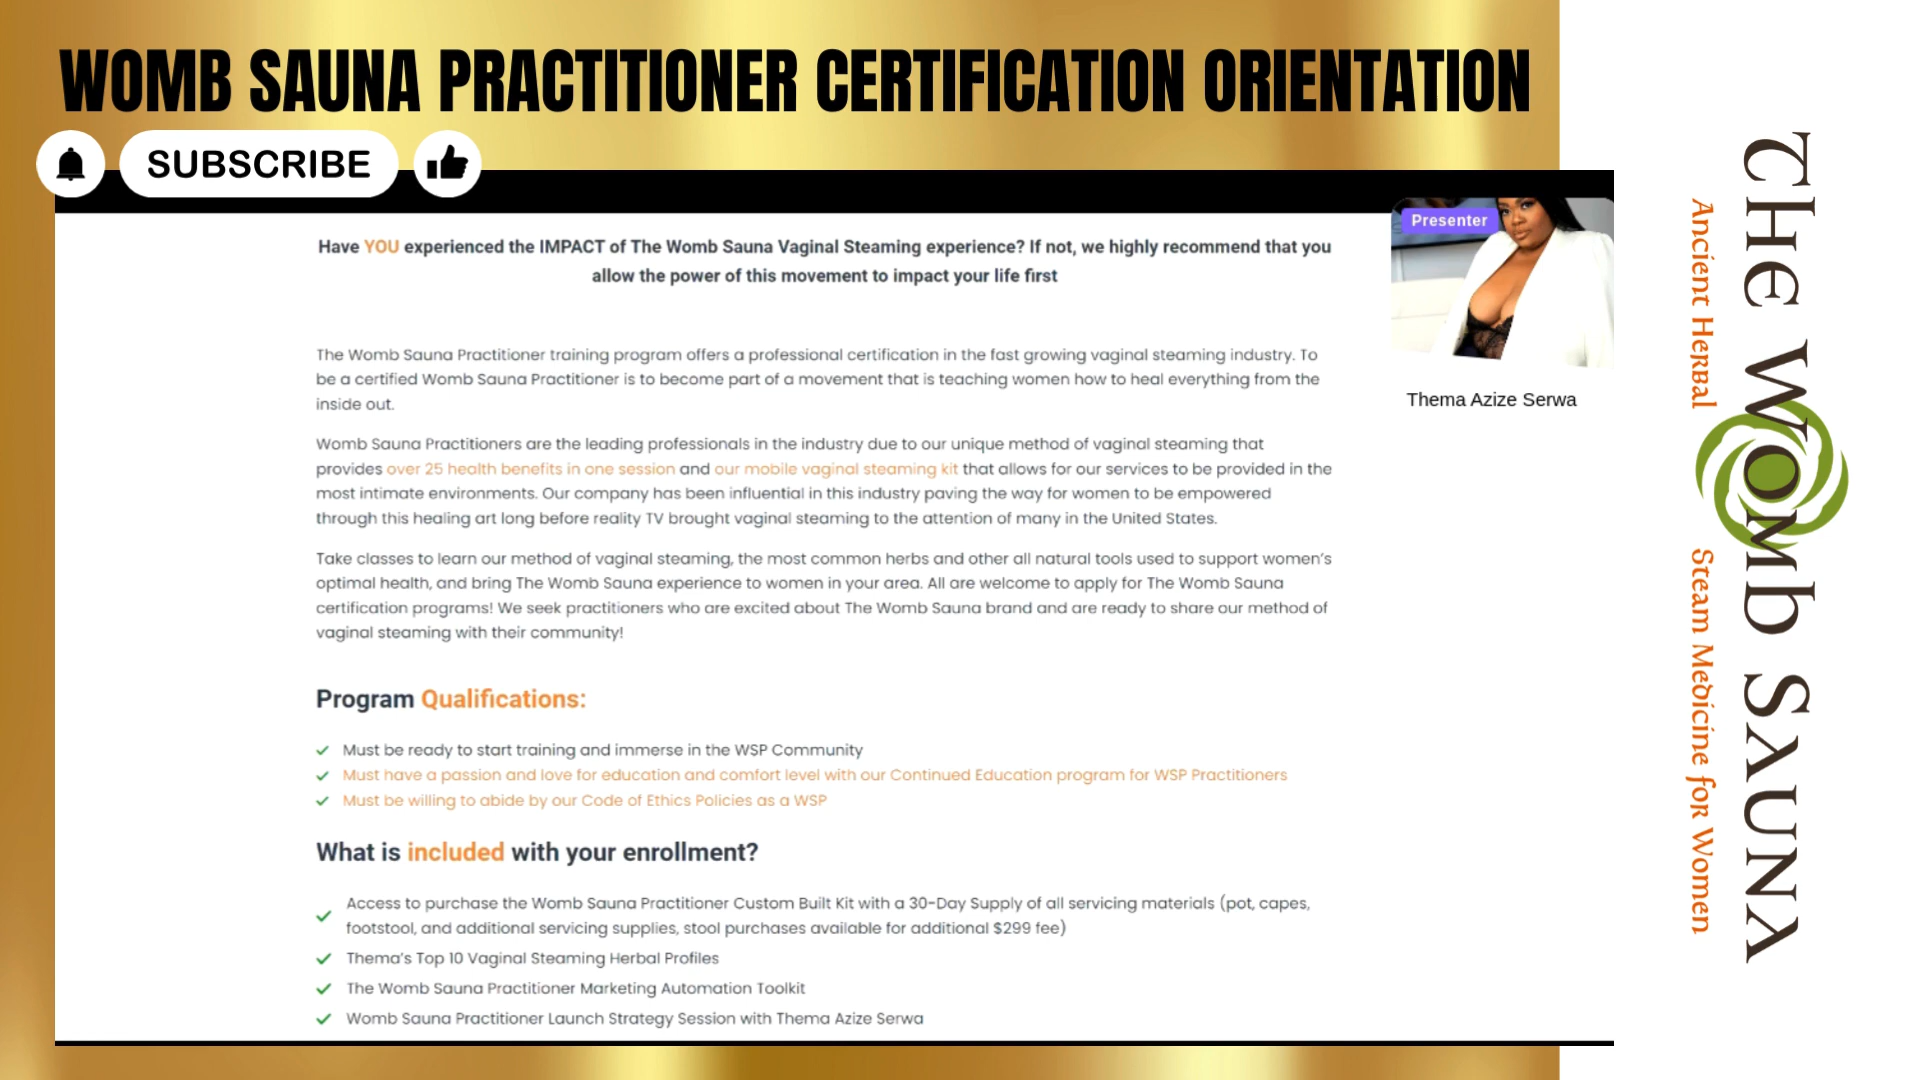 WOMB SAUNA PRACTITIONER CERTIFICATION ORIENTATION
SUBSCRIBE
Presenter
Thema Azize Serwa
Have YOU experienced the IMPACT of The Womb Sauna Vaginal Steaming experience? If not, we highly recommend that you
allow the power of this movement to impact your life first
The Womb Sauna Practitioner training program offers a professional certification in the fast growing vaginal steaming industry. To
be a certified Womb Sauna Practitioner is to become part of a movement that is teaching women how to heal everything from the
inside out.
Womb Sauna Practitioners are the leading professionals in the industry due to our unique method of vaginal steaming that
provides over 25 health benefits in one session and our mobile vaginal steaming kit that allows for our services to be provided in the
most intimate environments. Our company has been influential in this industry paving the way for women to be empowered
through this healing art long before reality TV brought vaginal steaming to the attention of many in the United States.
Take classes to learn our method of vaginal steaming, the most common herbs and other all natural tools used to support women's
optimal health, and bring The Womb Sauna experience to women in your area. All are welcome to apply for The Womb Sauna
certification programs! We seek practitioners who are excited about The Womb Sauna brand and are ready to share our method of
vaginal steaming with their community!
Program Qualifications:
Must be ready to start training and immerse in the WSP Community
Must have a passion and love for education and comfort level with our Continued Education program for WSP Practitioners
Must be willing to abide by our Code of Ethics Policies as a WSP
What is included with your enrollment?
Access to purchase the Womb Sauna Practitioner Custom Built Kit with a 30-Day Supply of all servicing materials (pot, capes,
footstool, and additional servicing supplies, stool purchases available for additional $299 fee)
Thema's Top 10 Vaginal Steaming Herbal Profiles
The Womb Sauna Practitioner Marketing Automation Toolkit
Womb Sauna Practitioner Launch Strategy Session with Thema Azize Serwa
The Womb Sauna
Ancient Herbal Steam Medicine for Women